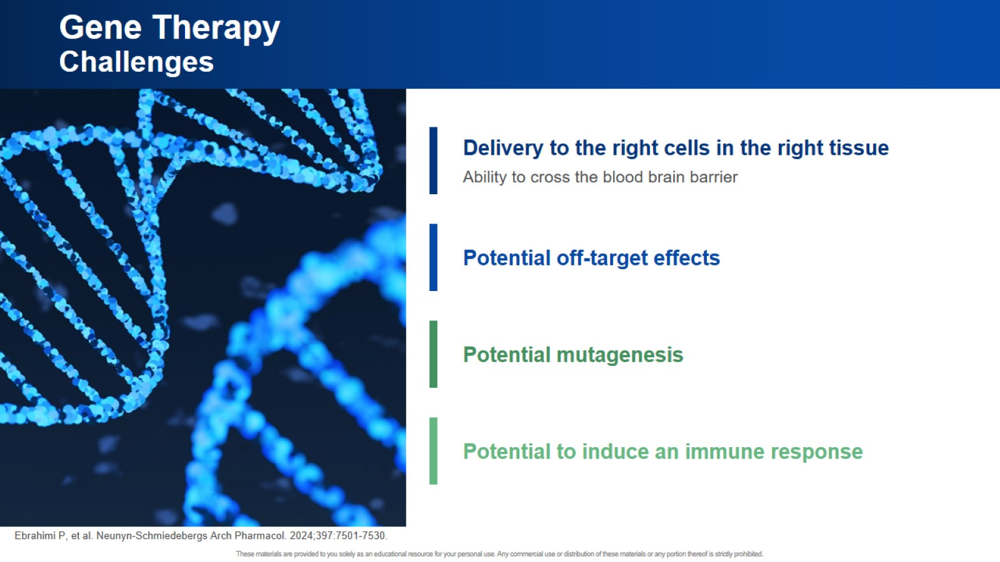 Gene Therapy
Challenges
Delivery to the right cells in the right tissue
Ability to cross the blood brain barrier
Potential off-target effects
Potential mutagenesis
Potential to induce an immune response
Ebrahimi P, et al. Neunyn-Schmiedebergs Arch Pharmacol. 2024;397:7501-7530.
These materials are provided to you solely as an educational resource for your personal use. Any commercial use or distribution of these materials or any portion thereof is strictly prohibited.